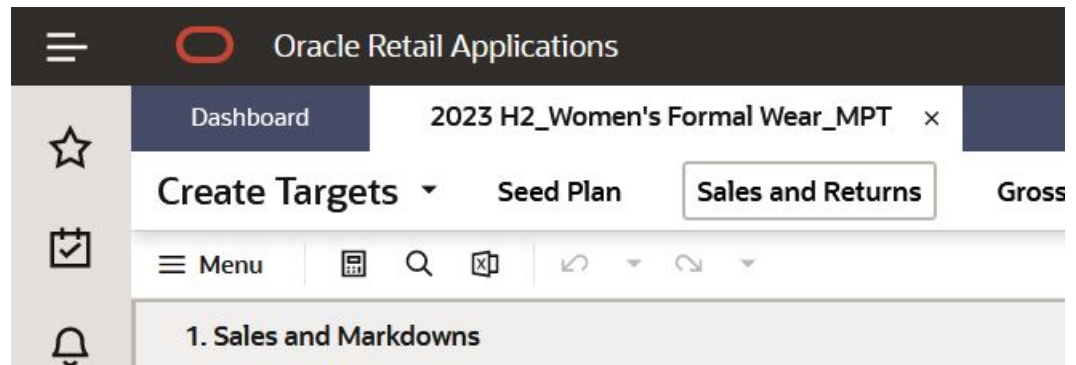 Oracle Retail Applications
Dashboard 2023 H2_Women's Formal Wear_MPT ×
Create Targets Seed Plan Sales and Returns Gross
Menu
1. Sales and Markdowns